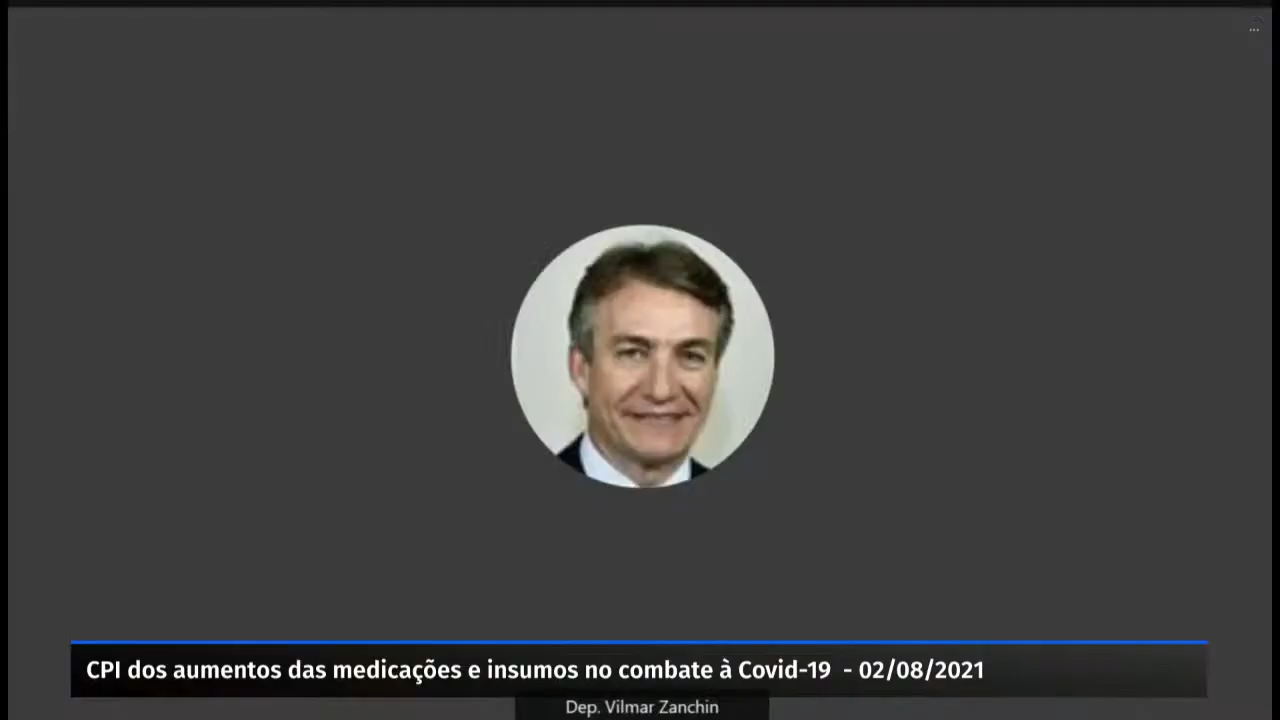 CPI dos aumentos das medicações e insumos no combate à Covid-19 - 02/08/2021
Dep. Vilmar Zanchin